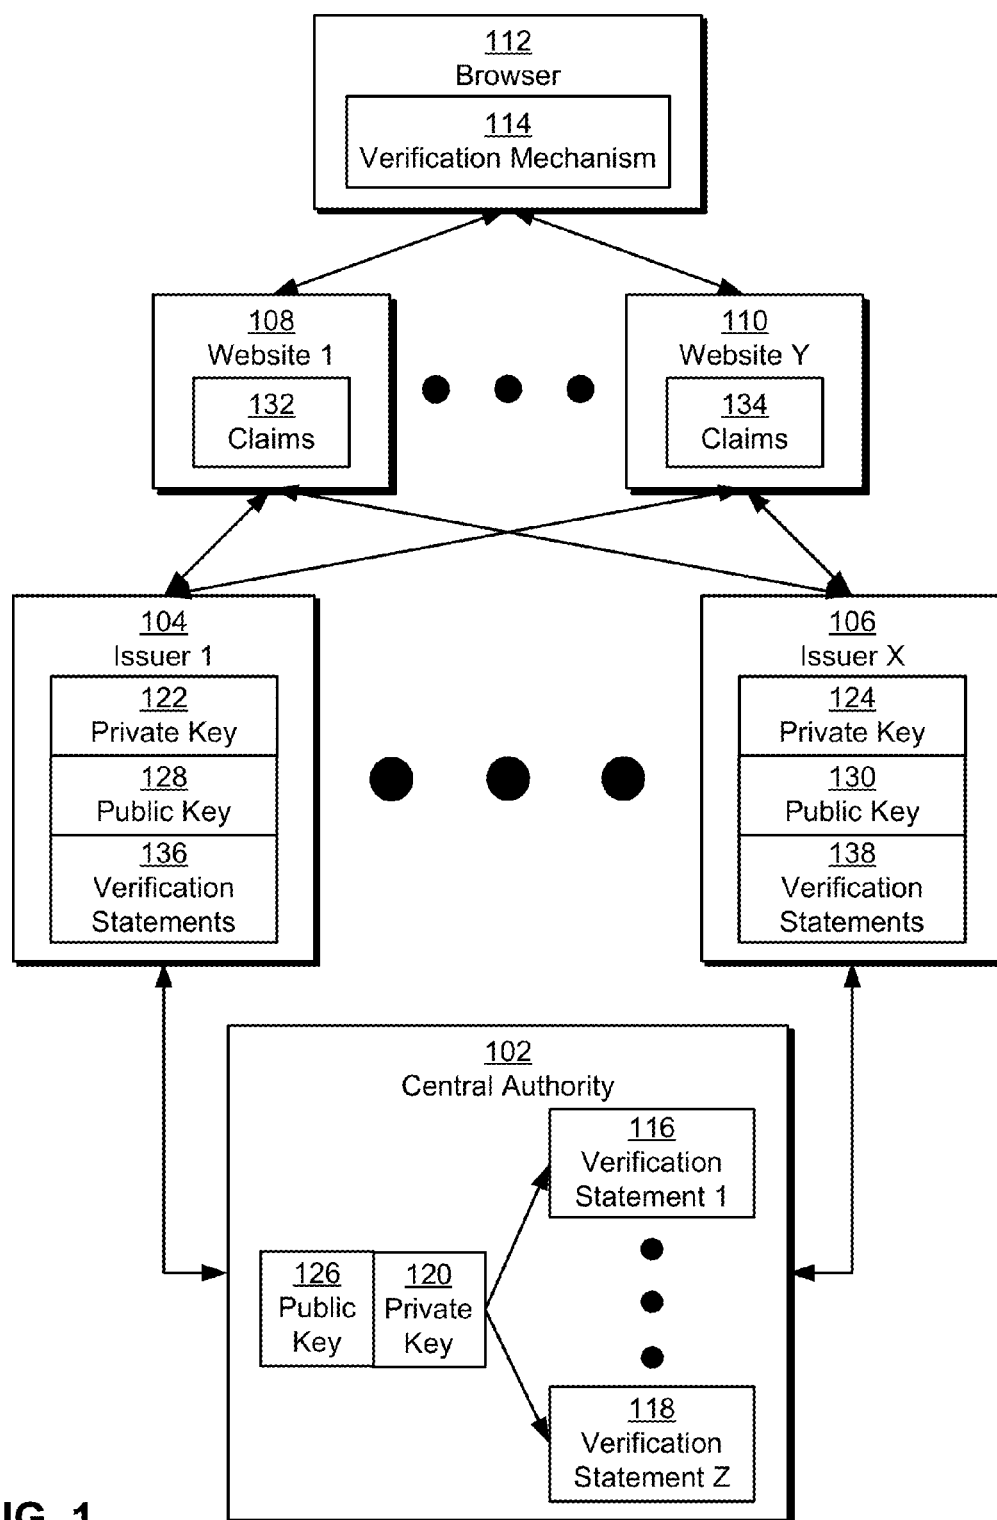 112
Browser
114
Verification Mechanism
108
Website 1
132
Claims
110
Website Y
134
Claims
104
Issuer 1
122
Private Key
128
Public Key
136
Verification
Statements
106
Issuer X
124
Private Key
130
Public Key
138
Verification
Statements
102
Central Authority
116
Verification
Statement 1
126
Public
Key
120
Private
Key
118
Verification
Statement Z
IG. 1